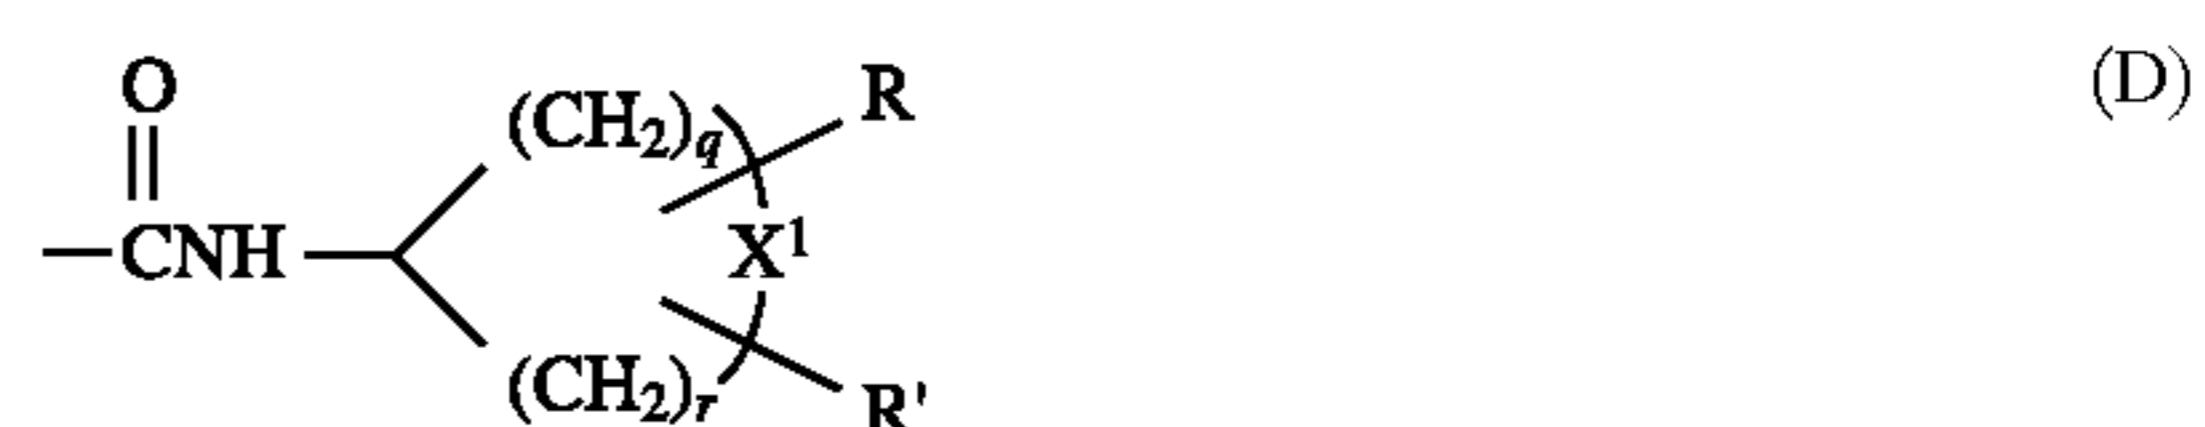 O
(CH2)q
R
(D)
CNH
X1
(CH2)r
R'